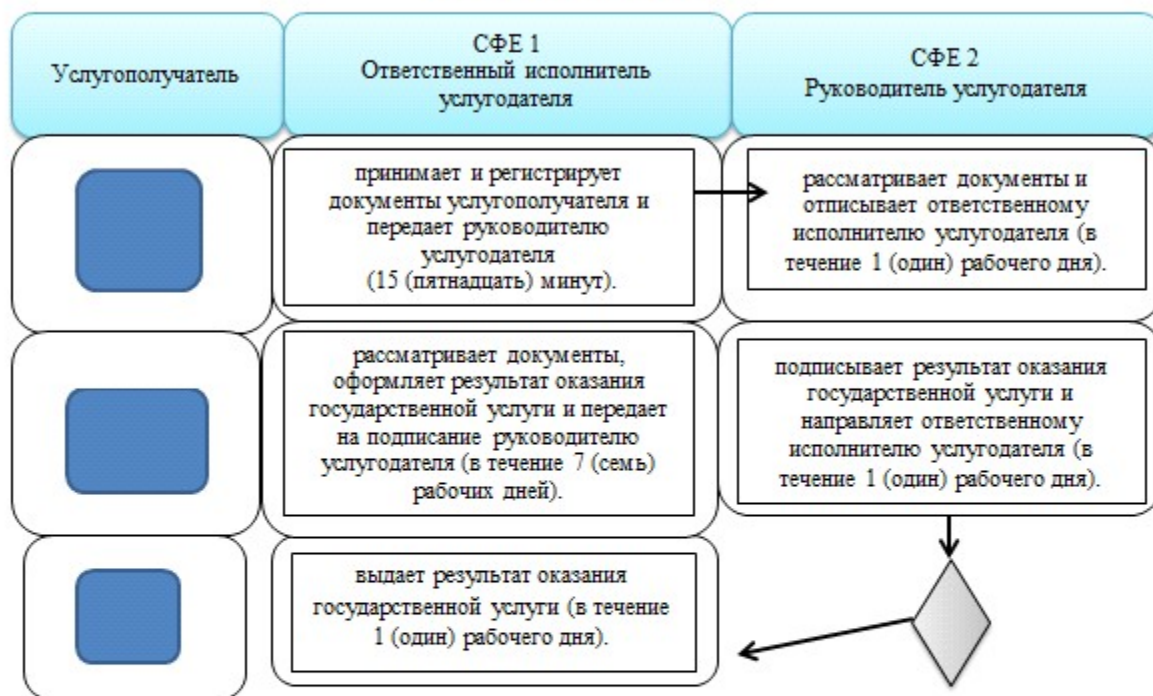 Услугополучатель
СФЕ 1
Ответственный исполнитель
услугодателя
СФЕ 2
Руководитель услугодателя
принимает и регистрирует
документы услугополучателя и
передает руководителю
услугодателя
(15 (пятнадцать) минут).
рассматривает документы и
отписывает ответственному
исполнителю услугодателя (в
течение 1 (один) рабочего дня).
рассматривает документы,
оформляет результат оказания
государственной услуги и передает
на подписание руководителю
услугодателя (в течение 7 (семь)
рабочих дней).
подписывает результат оказания
государственной услуги и
направляет ответственному
исполнителю услугодателя (в
течение 1 (один) рабочего дня).
выдает результат оказания
государственной услуги (в течение
1 (один) рабочего дня).